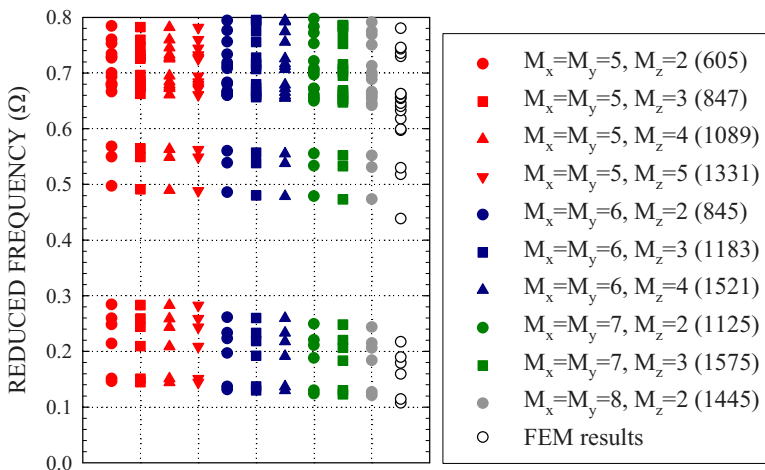 REDUCED FREQUENCY (Ω)
0.8
0.7
0.6
0.5
0.4
0.3
0.2
0.1
0.0
Mx=My=5, Mz=2 (605)
Mx=My=5, Mz=3 (847)
Mx=My=5, Mz=4 (1089)
Mx=My=5, Mz=5 (1331)
Mx=My=6, Mz=2 (845)
Mx=My=6, Mz=3 (1183)
Mx=My=6, Mz=4 (1521)
Mx=My=7, Mz=2 (1125)
Mx=My=7, Mz=3 (1575)
Mx=My=8, Mz=2 (1445)
FEM results